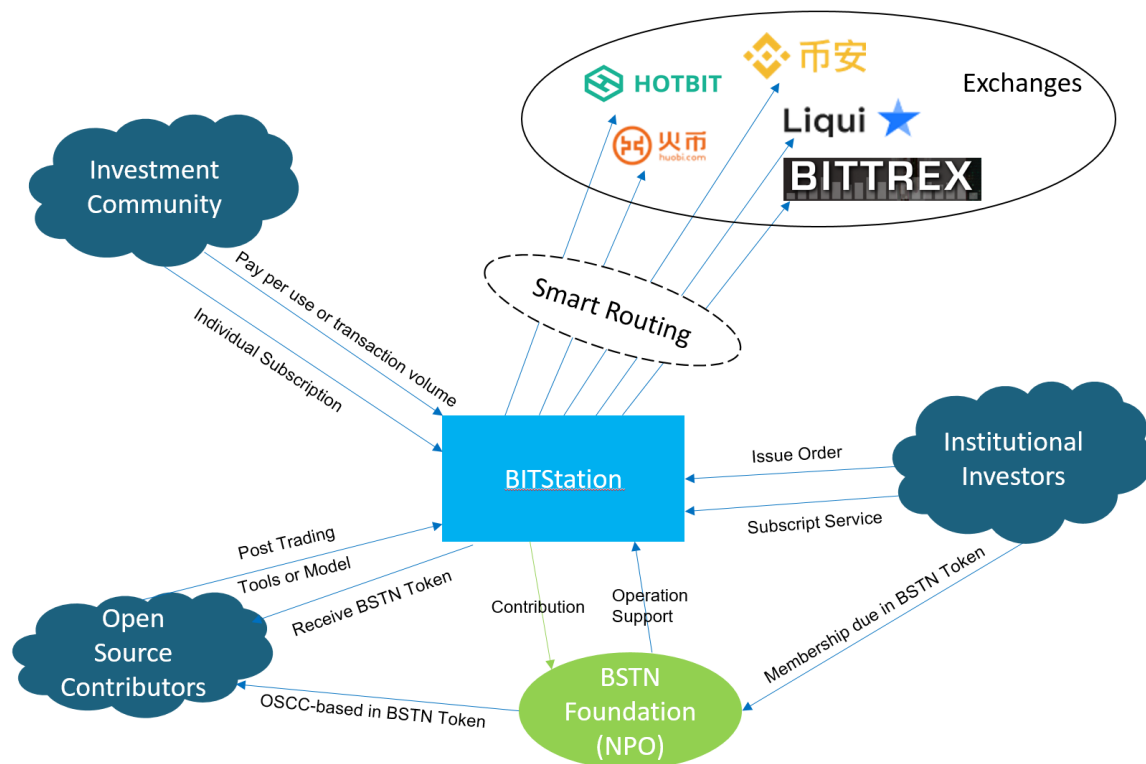 HOTBIT
币安
Exchanges
火币
huobi.com
Liqui
BITTREX
Investment
Community
Smart Routing
Pay per use or transaction volume
Individual Subscription
BITStation
Institutional
Investors
Issue Order
Subscript Service
Post Trading
Tools or Model
Receive BSTN Token
Contribution
Operation
Support
Membership due in BSTN Token
Open
Source
Contributors
OSCC-based in BSTN Token
BSTN
Foundation
(NPO)